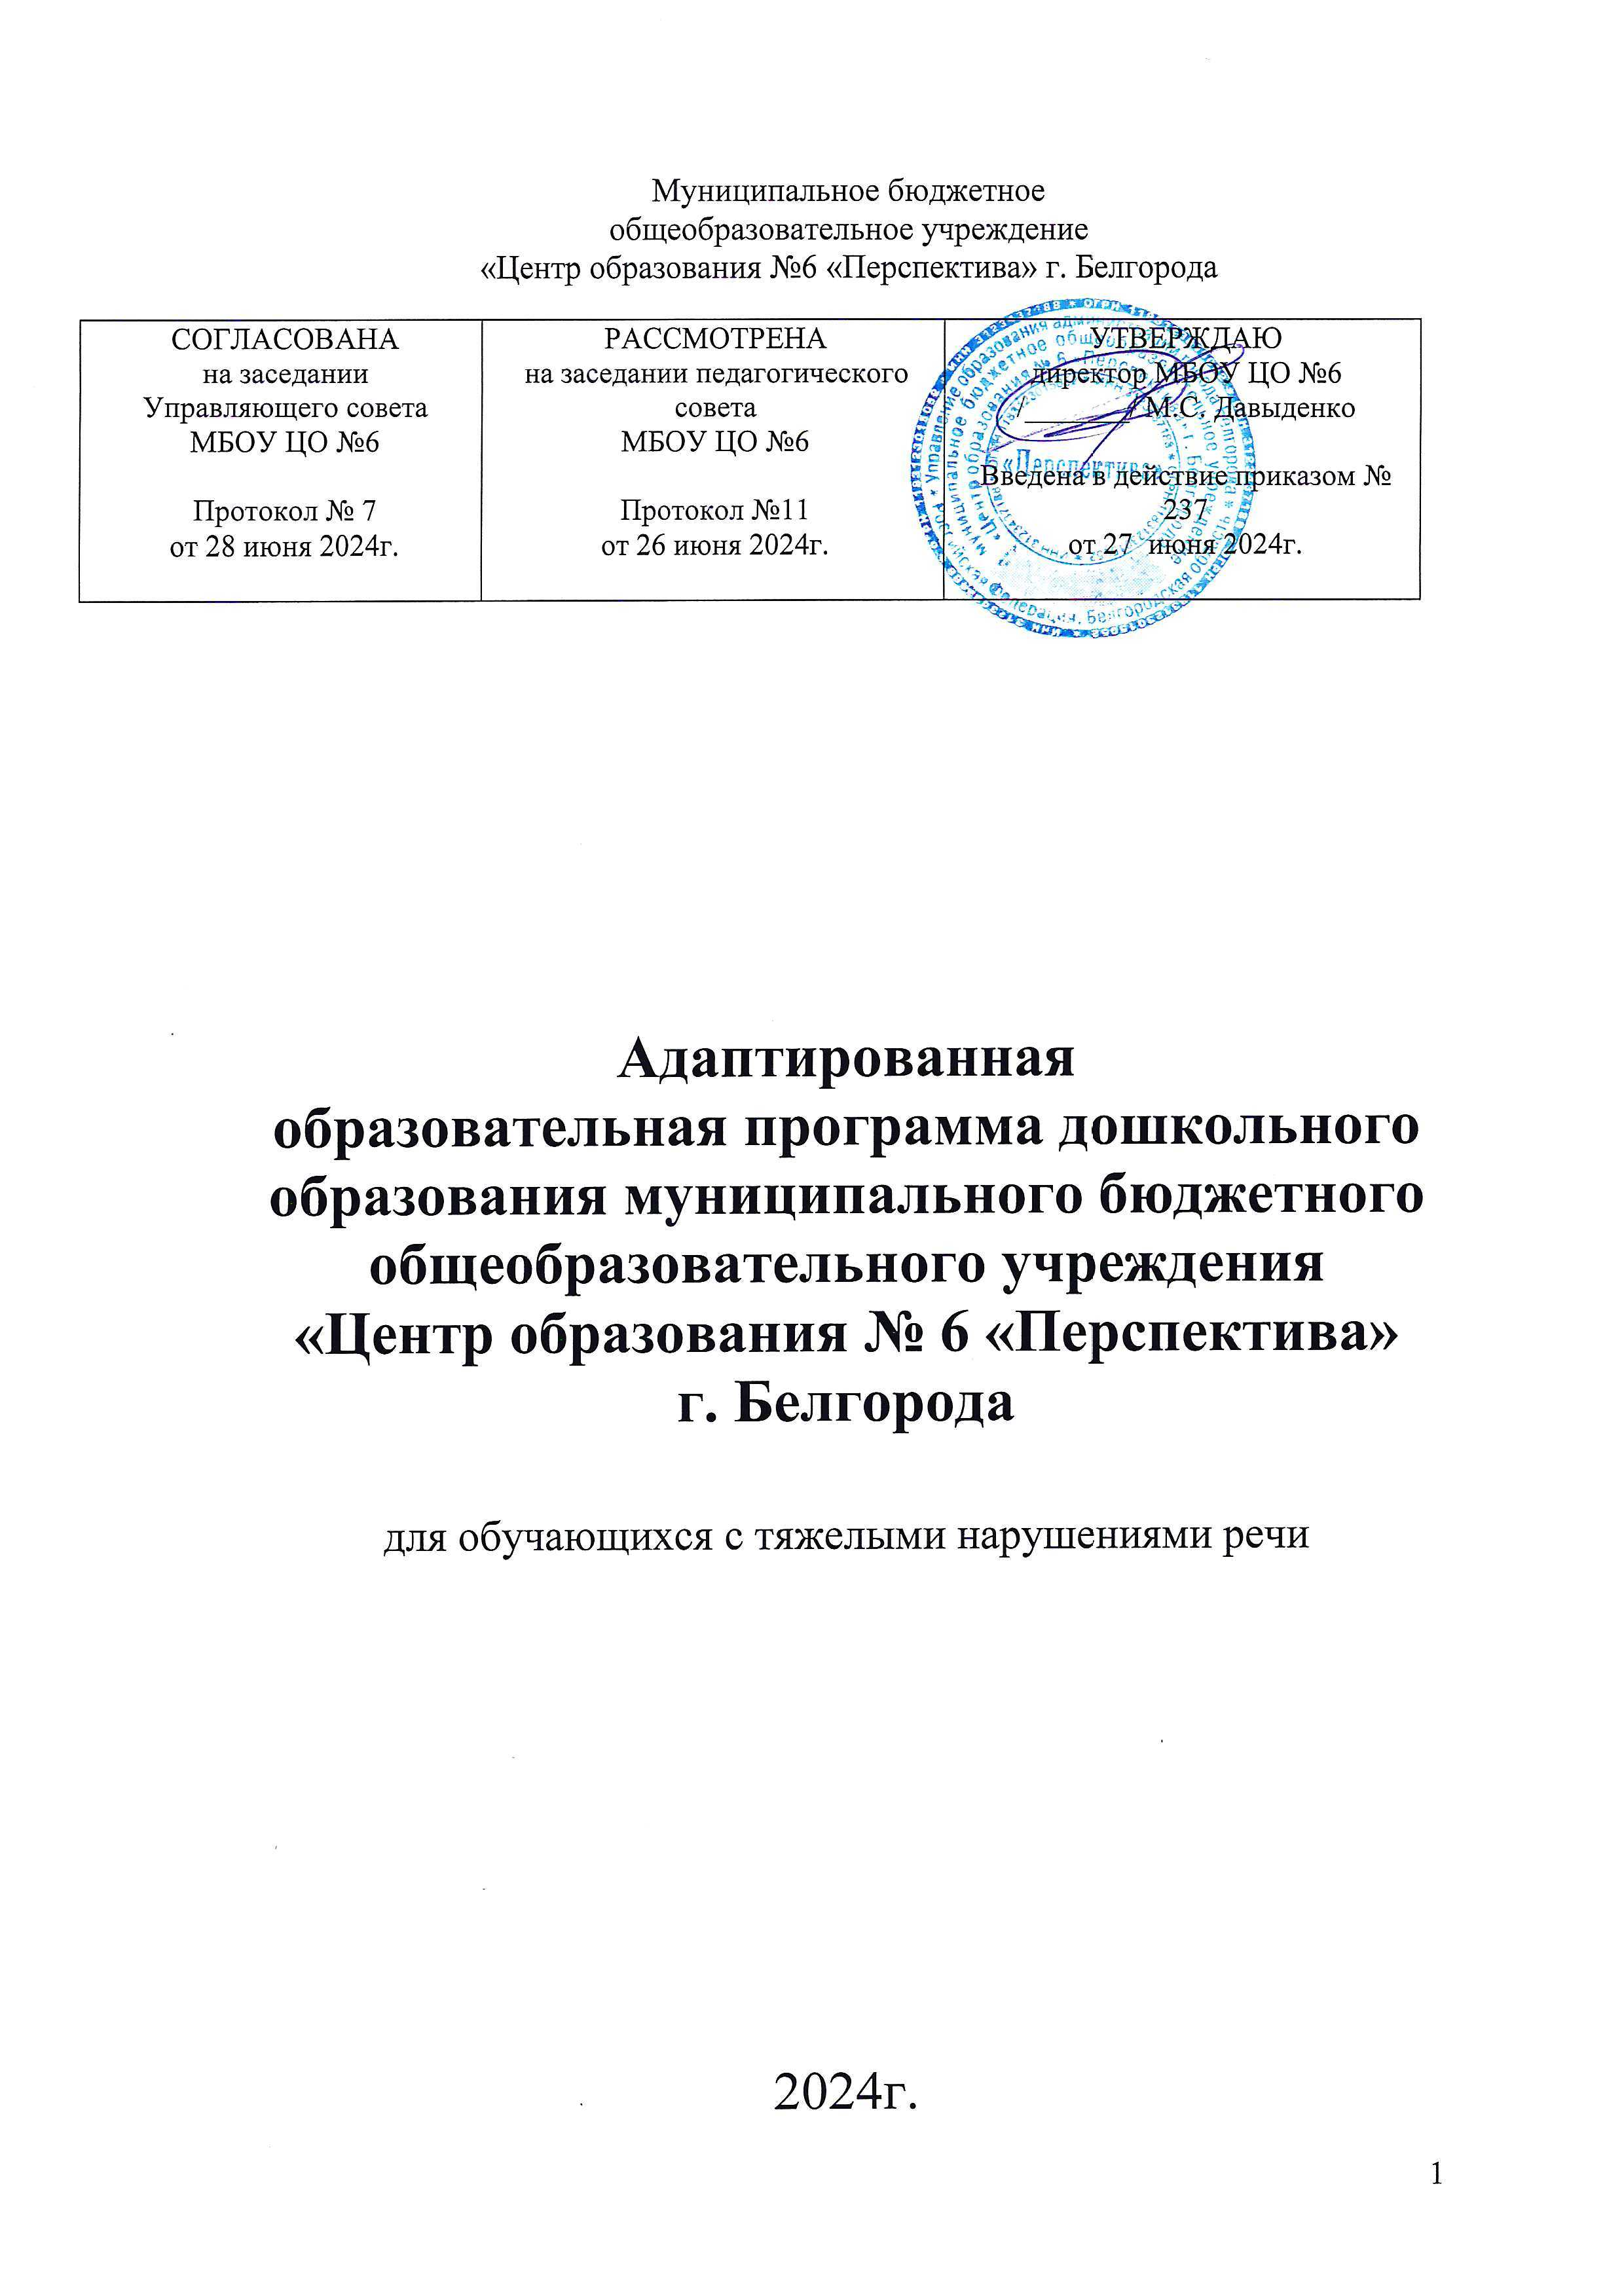 Муниципальное бюджетное
общеобразовательное учреждение
«Центр образования №6 «Перспектива» г. Белгорода
СОГЛАСОВАНА
на заседании
Управляющего совета
МБОУ ЦО №6
Протокол № 7
от 28 июня 2024г.
РАССМОТРЕНА
на заседании педагогического
совета
МБОУ ЦО №6
Протокол №11
от 26 июня 2024г.
УТВЕРЖДАЮ
директор МБОУ ЦО №6
/_______/ М.С. Давыденко
Введена в действие приказом №
237
от 27 июня 2024г.
«Перспектива»
Адаптированная
образовательная программа дошкольного
образования муниципального бюджетного
общеобразовательного учреждения
«Центр образования № 6 «Перспектива»
г. Белгорода
для обучающихся с тяжелыми нарушениями речи
2024г.
1